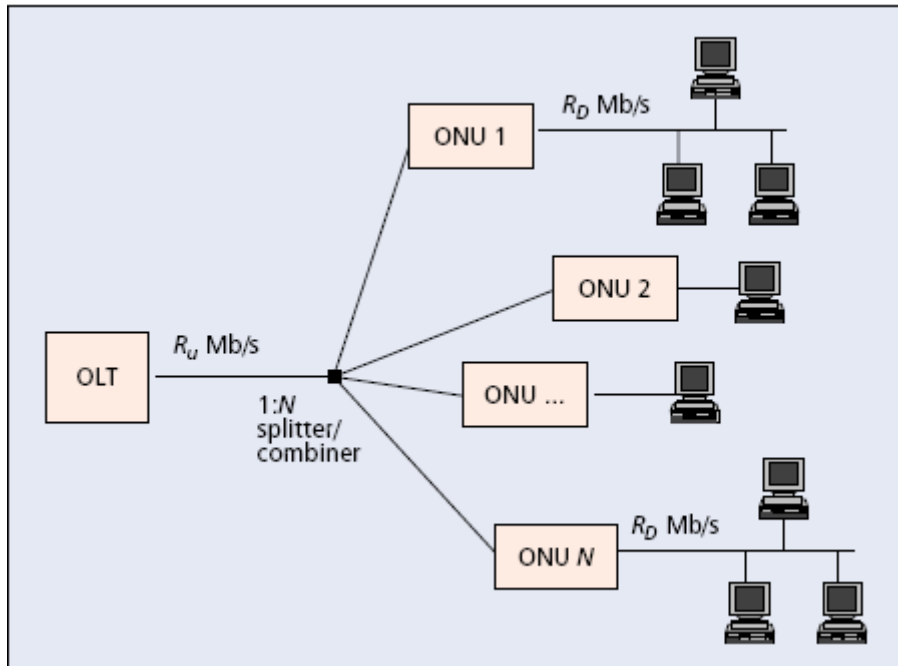 R_D Mb/s
ONU 1
ONU 2
R_u Mb/s
OLT
ONU ...
1:N
splitter/
combiner
R_D Mb/s
ONU N